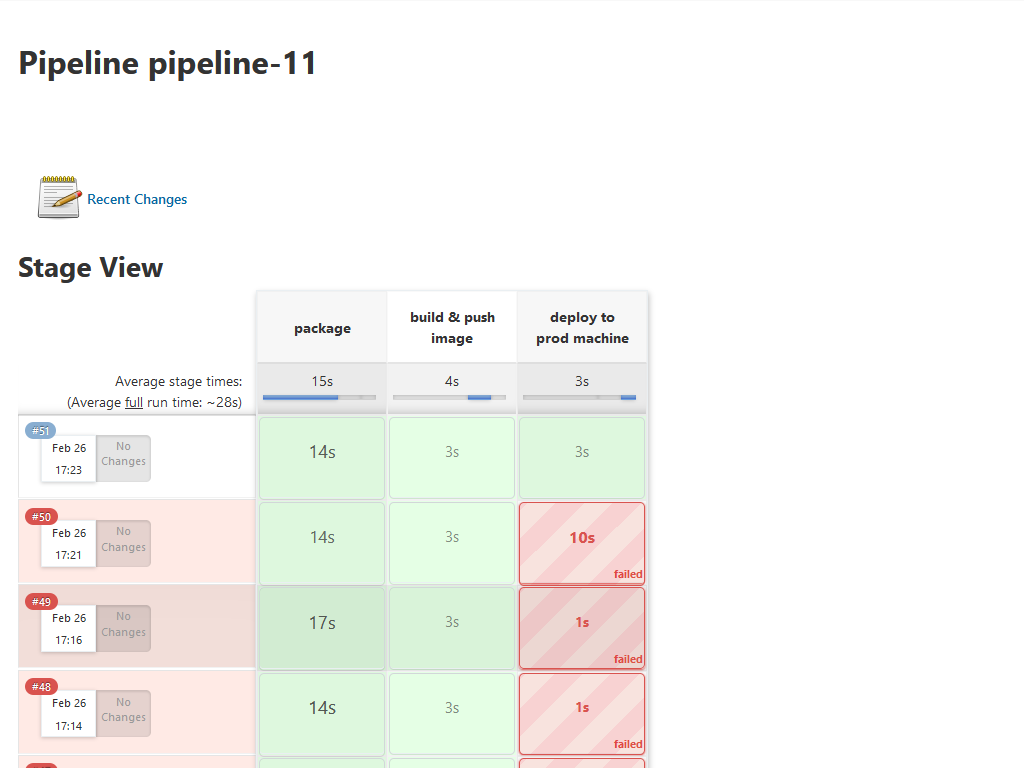 Pipeline pipeline-11
Recent Changes
Stage View
package
build & push
image
deploy to
prod machine
Average stage times:
(Average full run time: ~28s)
15s
4s
3s
#51
Feb 26
17:23
No
Changes
14s
3s
3s
#50
Feb 26
17:21
No
Changes
14s
3s
10s
failed
#49
Feb 26
17:16
No
Changes
17s
3s
1s
failed
#48
Feb 26
17:14
No
Changes
14s
3s
1s
failed